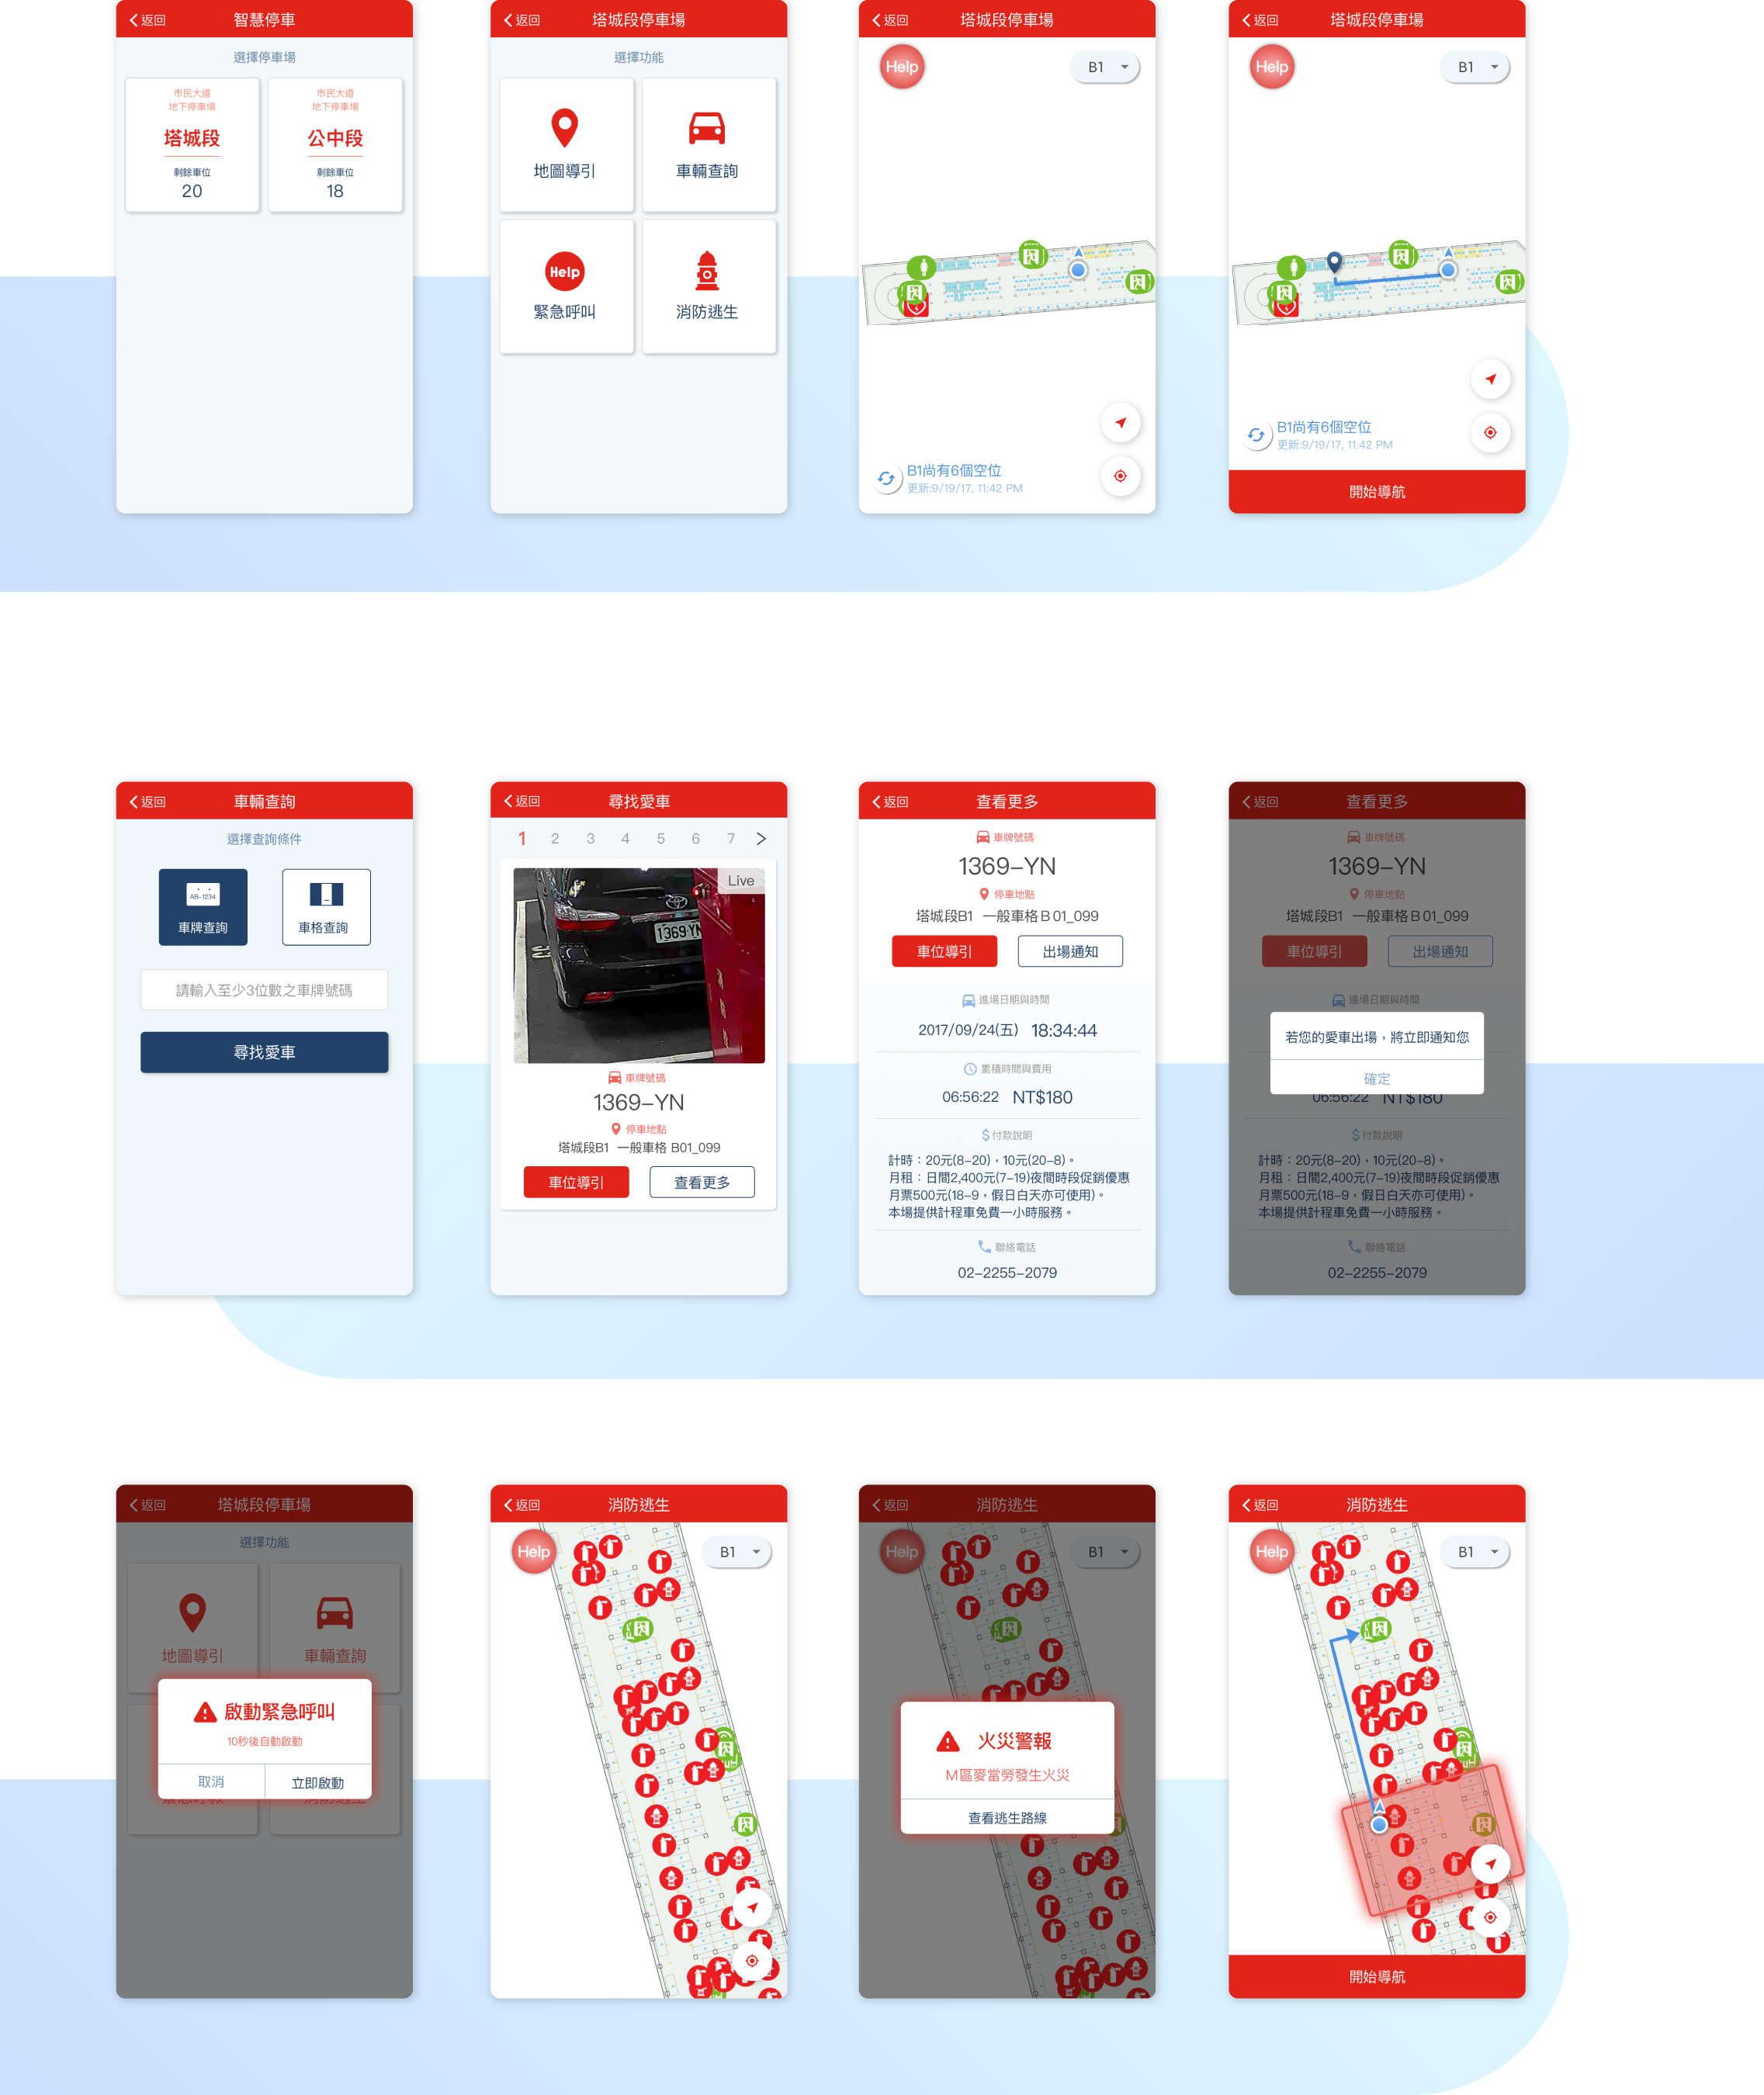 返回 智慧停車
選擇停車場
市民大道
地下停車場
塔城段
剩餘車位
20
市民大道
地下停車場
公中段
剩餘車位
18
返回 塔城段停車場
選擇功能
地圖導引
車輛查詢
Help
緊急呼叫
消防逃生
返回 塔城段停車場
Help
B1
B1尚有6個空位
更新:9/19/17, 11:42 PM
返回 塔城段停車場
Help
B1
B1尚有6個空位
更新:9/19/17, 11:42 PM
開始導航
返回 車輛查詢
選擇查詢條件
AB-1234
車牌查詢
車格查詢
請輸入至少3位數之車牌號碼
尋找愛車
返回 尋找愛車
1 2 3 4 5 6 7
Live
1369-YN
車牌號碼
1369-YN
停車地點
塔城段B1 一般車格 B01_099
車位導引 查看更多
返回 查看更多
車牌號碼
1369-YN
停車地點
塔城段B1 一般車格 B 01_099
車位導引 出場通知
進場日期與時間
2017/09/24(五) 18:34:44
累積時間與費用
06:56:22 NT$180
付款說明
計時：20元(8-20)，10元(20-8)。
月租：日間2,400元(7-19)夜間時段促銷優惠
月票500元(18-9，假日白天亦可使用)。
本場提供計程車免費一小時服務。
聯絡電話
02-2255-2079
返回 查看更多
車牌號碼
1369-YN
停車地點
塔城段B1 一般車格 B 01_099
車位導引 出場通知
進場日期與時間
若您的愛車出場，將立即通知您
確定
06:56:22 NT$180
付款說明
計時：20元(8-20)，10元(20-8)。
月租：日間2,400元(7-19)夜間時段促銷優惠
月票500元(18-9，假日白天亦可使用)。
本場提供計程車免費一小時服務。
聯絡電話
02-2255-2079
返回 塔城段停車場
選擇功能
地圖導引 車輛查詢
啟動緊急呼叫
10秒後自動啟動
取消 立即啟動
返回 消防逃生
Help
B1
返回 消防逃生
Help
B1
火災警報
M區麥當勞發生火災
查看逃生路線
返回 消防逃生
Help
B1
開始導航